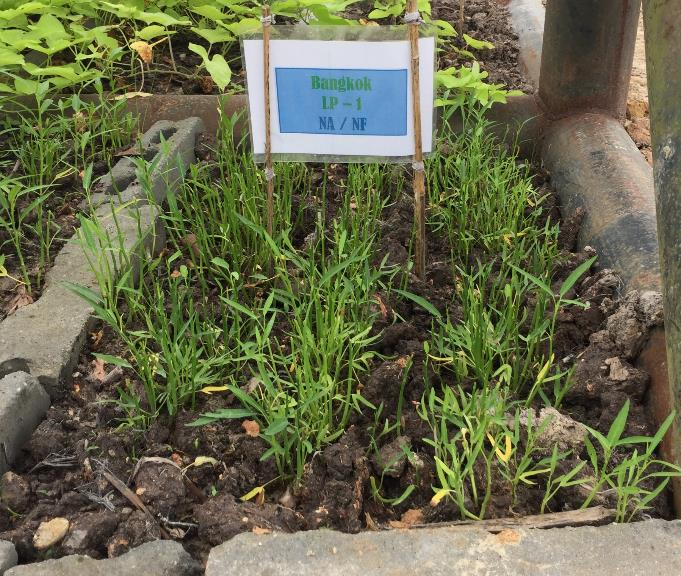 Bangkok
LP – 1
NA / NF